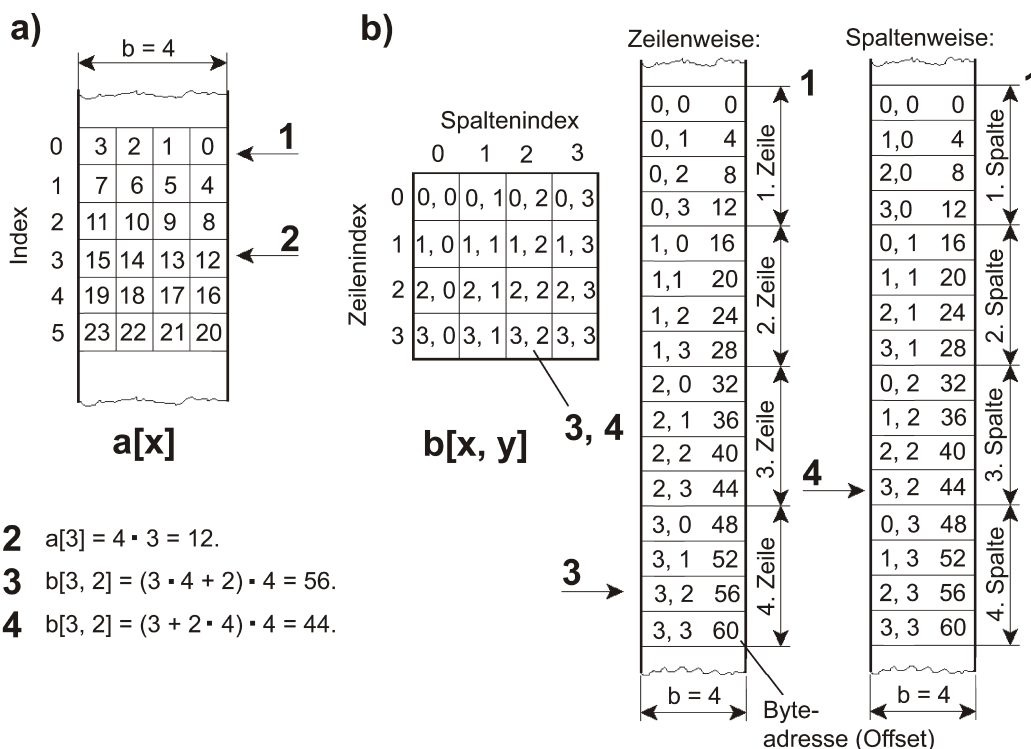 a)
b = 4
Index
0 3 2 1 0
1 7 6 5 4
2 11 10 9 8
3 15 14 13 12
4 19 18 17 16
5 23 22 21 20
1
2
a[x]
2 a[3] = 4 · 3 = 12.
3 b[3, 2] = (3 · 4 + 2) · 4 = 56.
4 b[3, 2] = (3 + 2 · 4) · 4 = 44.
b)
Spaltenindex
0 1 2 3
Zeilenindex
0 0, 0 0, 1 0, 2 0, 3
1 1, 0 1, 1 1, 2 1, 3
2 2, 0 2, 1 2, 2 2, 3
3 3, 0 3, 1 3, 2 3, 3
3, 4
b[x, y]
Zeilenweise:
1
0, 0 0
0, 1 4
0, 2 8
0, 3 12
1. Zeile
1, 0 16
1,1 20
1, 2 24
1, 3 28
2. Zeile
2, 0 32
2, 1 36
2, 2 40
2, 3 44
3. Zeile
3, 0 48
3, 1 52
3, 2 56
3, 3 60
4. Zeile
3
b = 4
Byte-
adresse (Offset)
Spaltenweise:
0, 0 0
1,0 4
2,0 8
3,0 12
1. Spalte
0, 1 16
1, 1 20
2, 1 24
3, 1 28
2. Spalte
0, 2 32
1, 2 36
2, 2 40
3, 2 44
3. Spalte
4
0, 3 48
1, 3 52
2, 3 56
3, 3 60
4. Spalte
b = 4